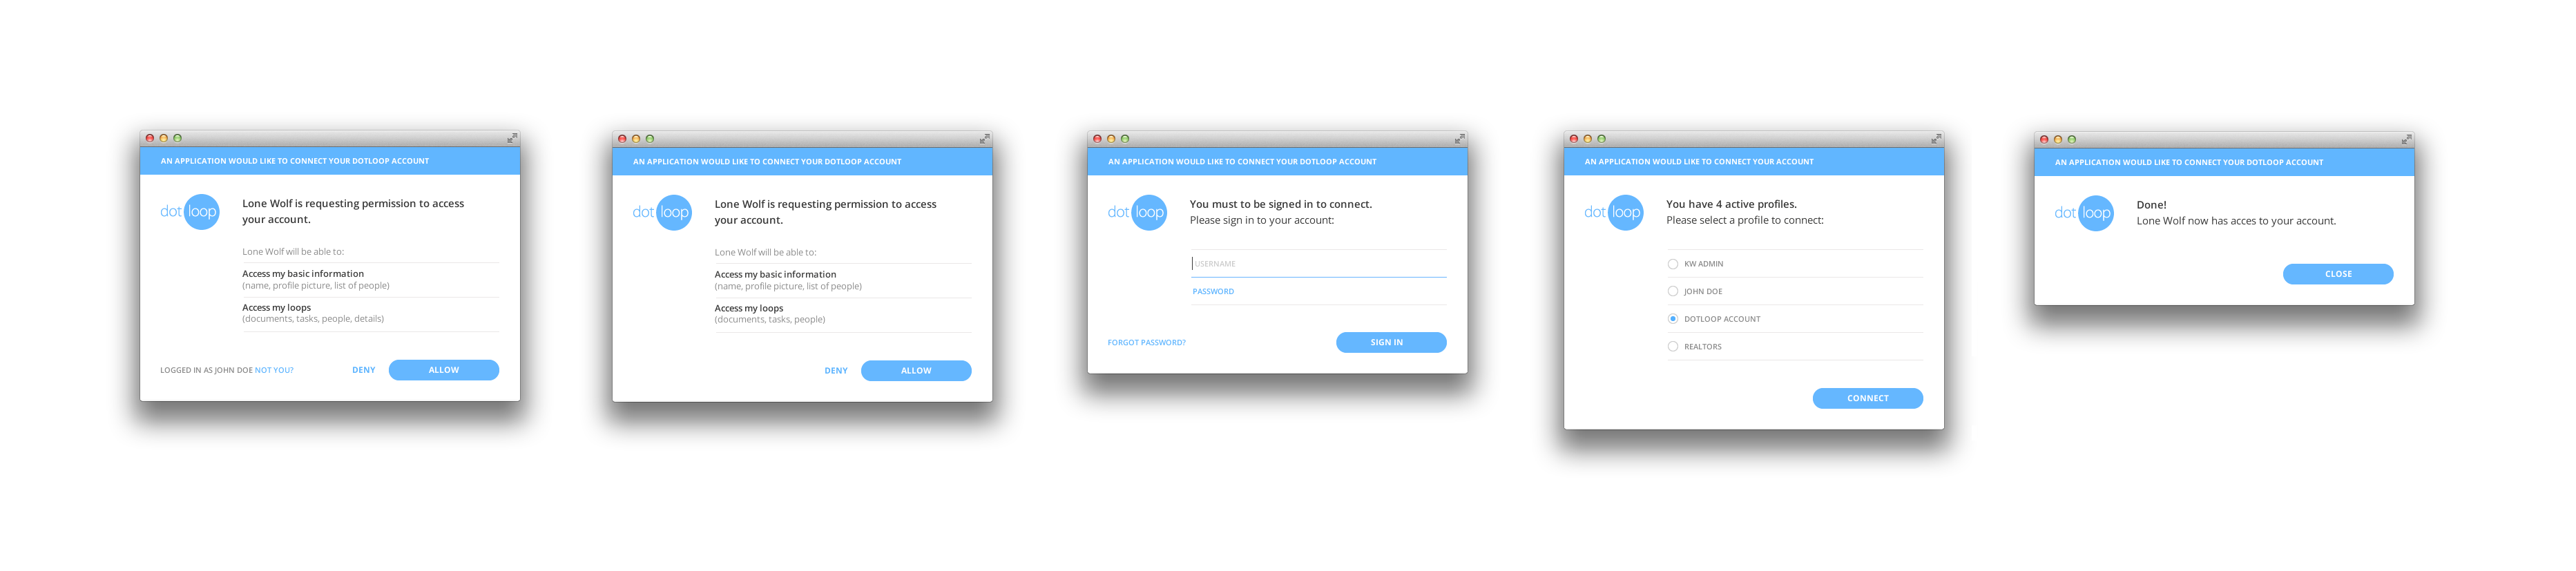 AN APPLICATION WOULD LIKE TO CONNECT YOUR DOTLOOP ACCOUNT
dot loop
Lone Wolf is requesting permission to access
your account.
Lone Wolf will be able to:
Access my basic information
(name, profile picture, list of people)
Access my loops
(documents, tasks, people, details)
LOGGED IN AS JOHN DOE NOT YOU?
DENY
ALLOW
AN APPLICATION WOULD LIKE TO CONNECT YOUR DOTLOOP ACCOUNT
dot loop
Lone Wolf is requesting permission to access
your account.
Lone Wolf will be able to:
Access my basic information
(name, profile picture, list of people)
Access my loops
(documents, tasks, people)
DENY
ALLOW
AN APPLICATION WOULD LIKE TO CONNECT YOUR DOTLOOP ACCOUNT
dot loop
You must to be signed in to connect.
Please sign in to your account:
USERNAME
PASSWORD
FORGOT PASSWORD?
SIGN IN
AN APPLICATION WOULD LIKE TO CONNECT YOUR DOTLOOP ACCOUNT
dot loop
You have 4 active profiles.
Please select a profile to connect:
KW ADMIN
JOHN DOE
DOTLOOP ACCOUNT
REALTORS
CONNECT
AN APPLICATION WOULD LIKE TO CONNECT YOUR DOTLOOP ACCOUNT
dot loop
Done!
Lone Wolf now has acces to your account.
CLOSE